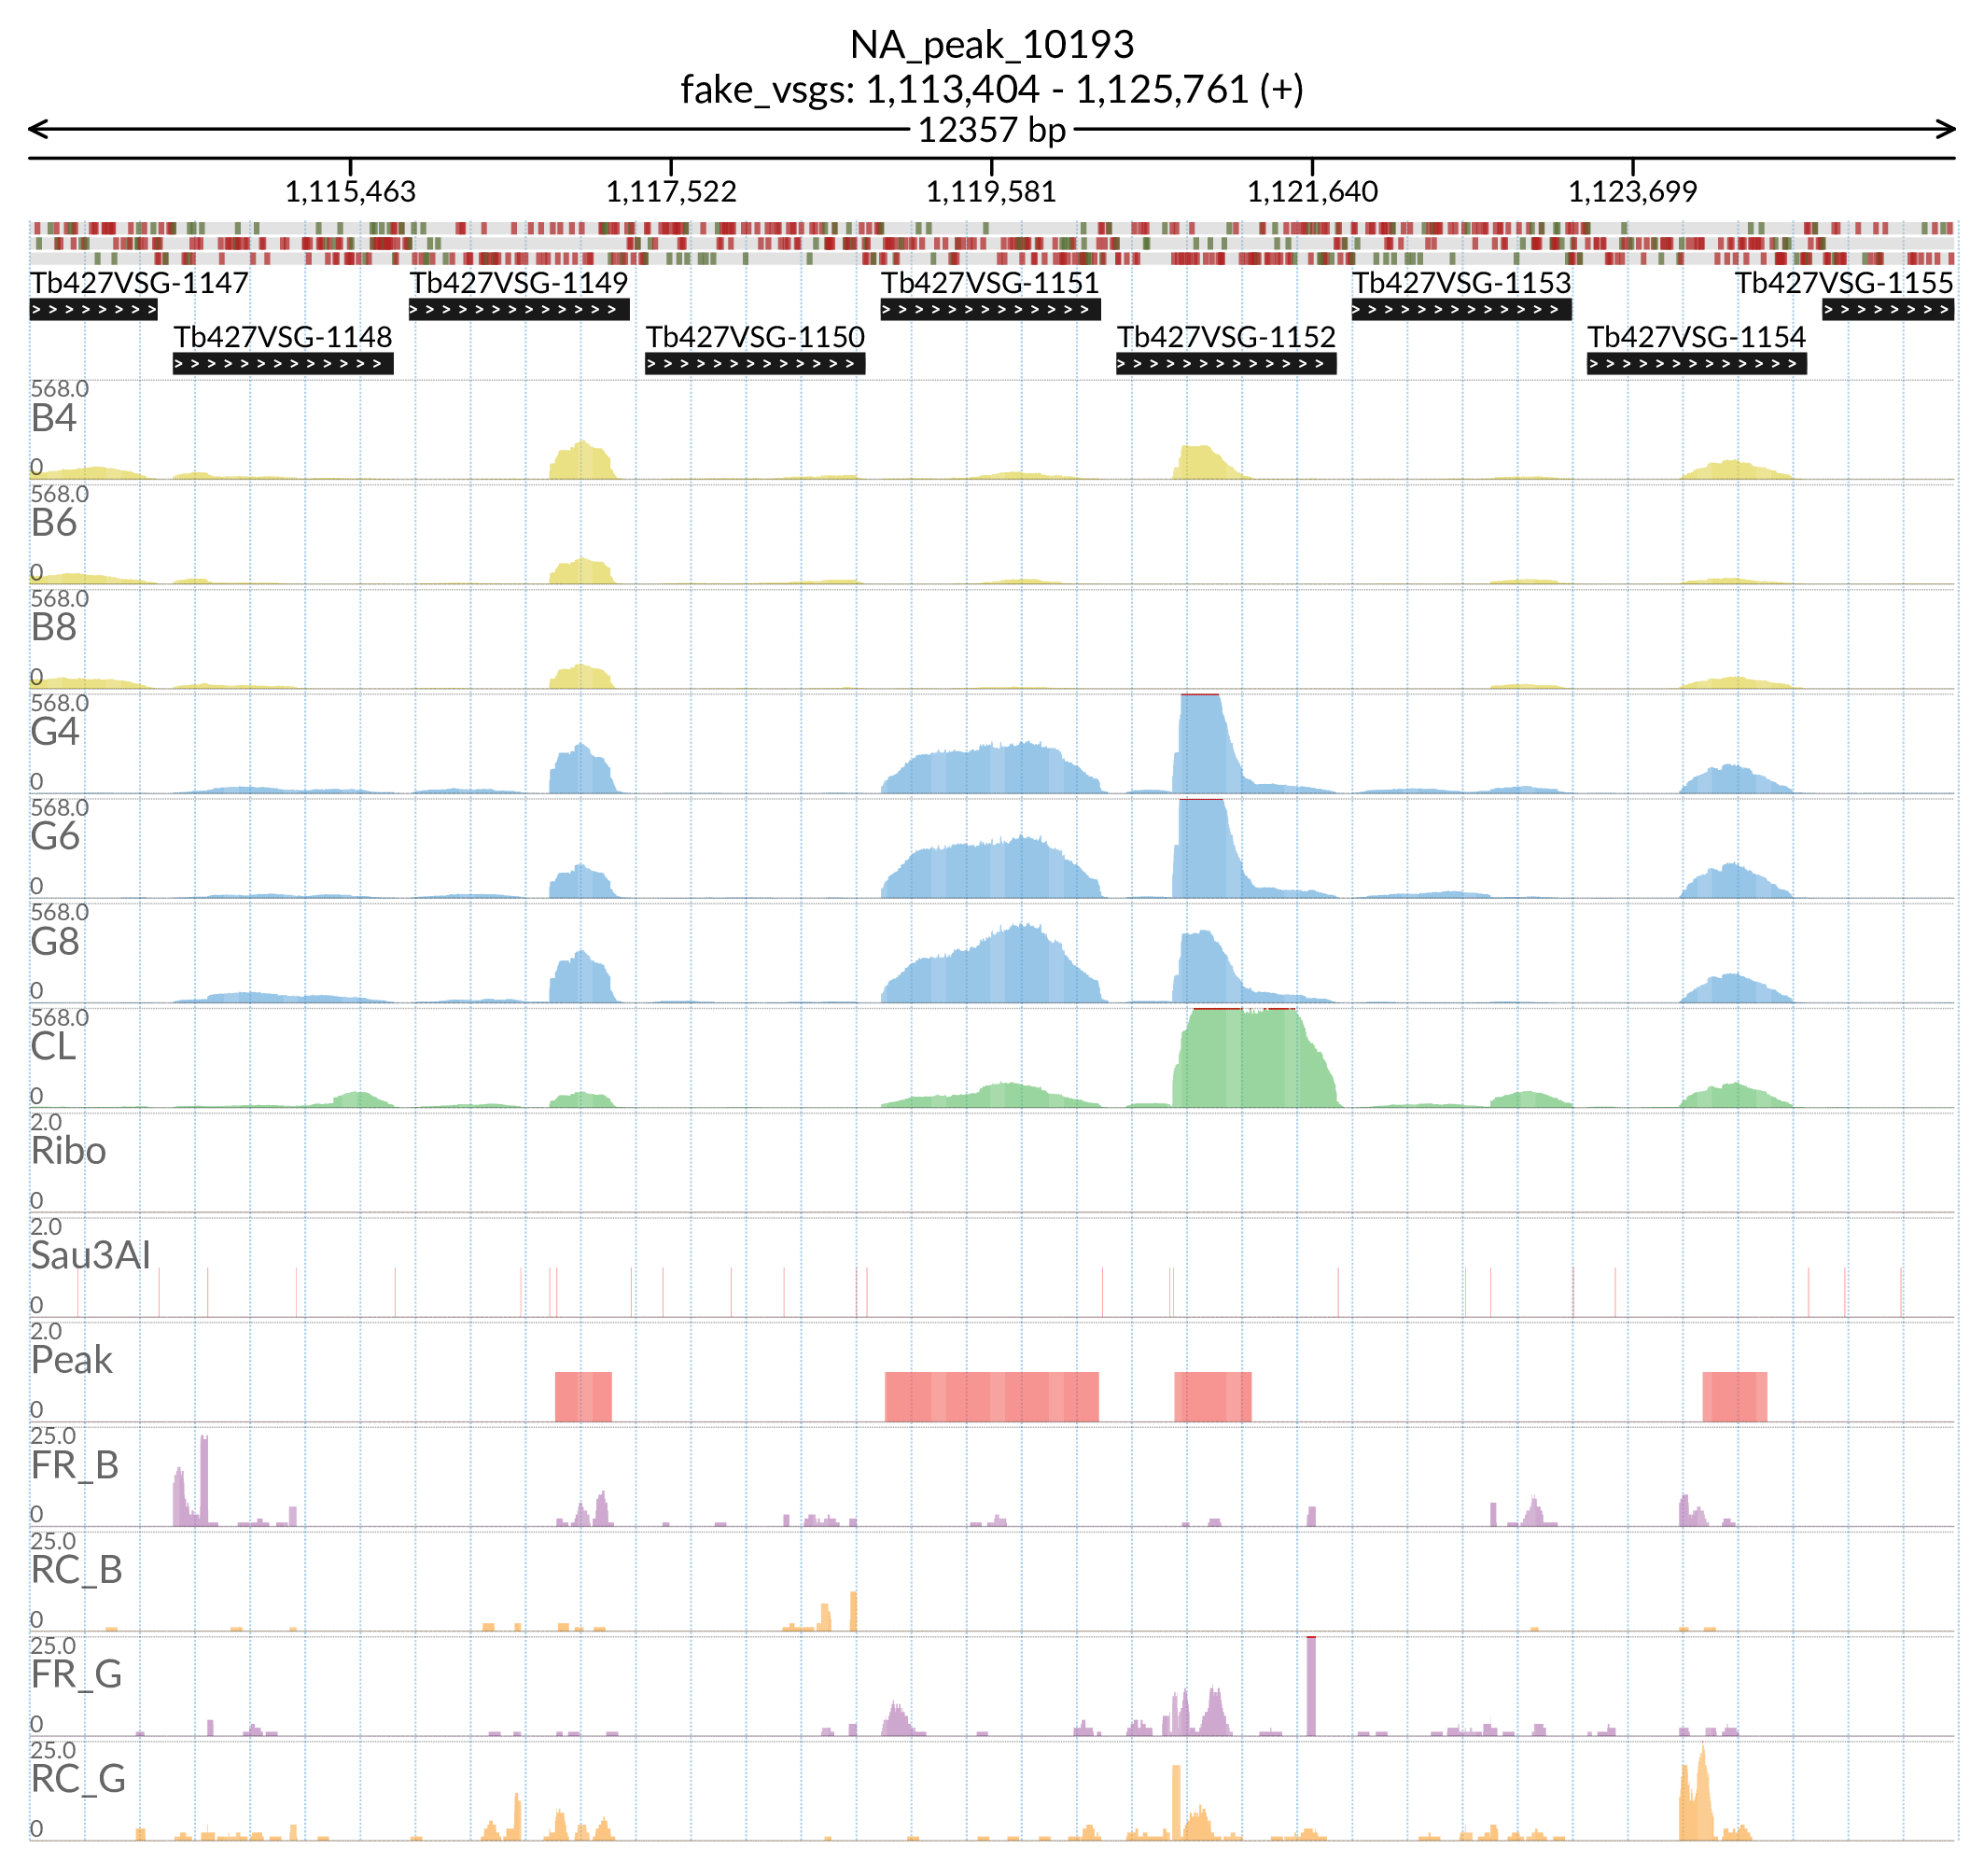 NA_peak_10193
fake_vsgs: 1,113,404 - 1,125,761 (+)
12357 bp
1,115,463 1,117,522 1,119,581 1,121,640 1,123,699
Tb427VSG-1147 Tb427VSG-1149 Tb427VSG-1151 Tb427VSG-1153 Tb427VSG-1155
Tb427VSG-1148 Tb427VSG-1150 Tb427VSG-1152 Tb427VSG-1154
568.0
B4
0
568.0
B6
0
568.0
B8
0
568.0
G4
0
568.0
G6
0
568.0
G8
0
568.0
CL
0
2.0
Ribo
0
2.0
Sau3AI
0
2.0
Peak
0
25.0
FR_B
0
25.0
RC_B
0
25.0
FR_G
0
25.0
RC_G
0